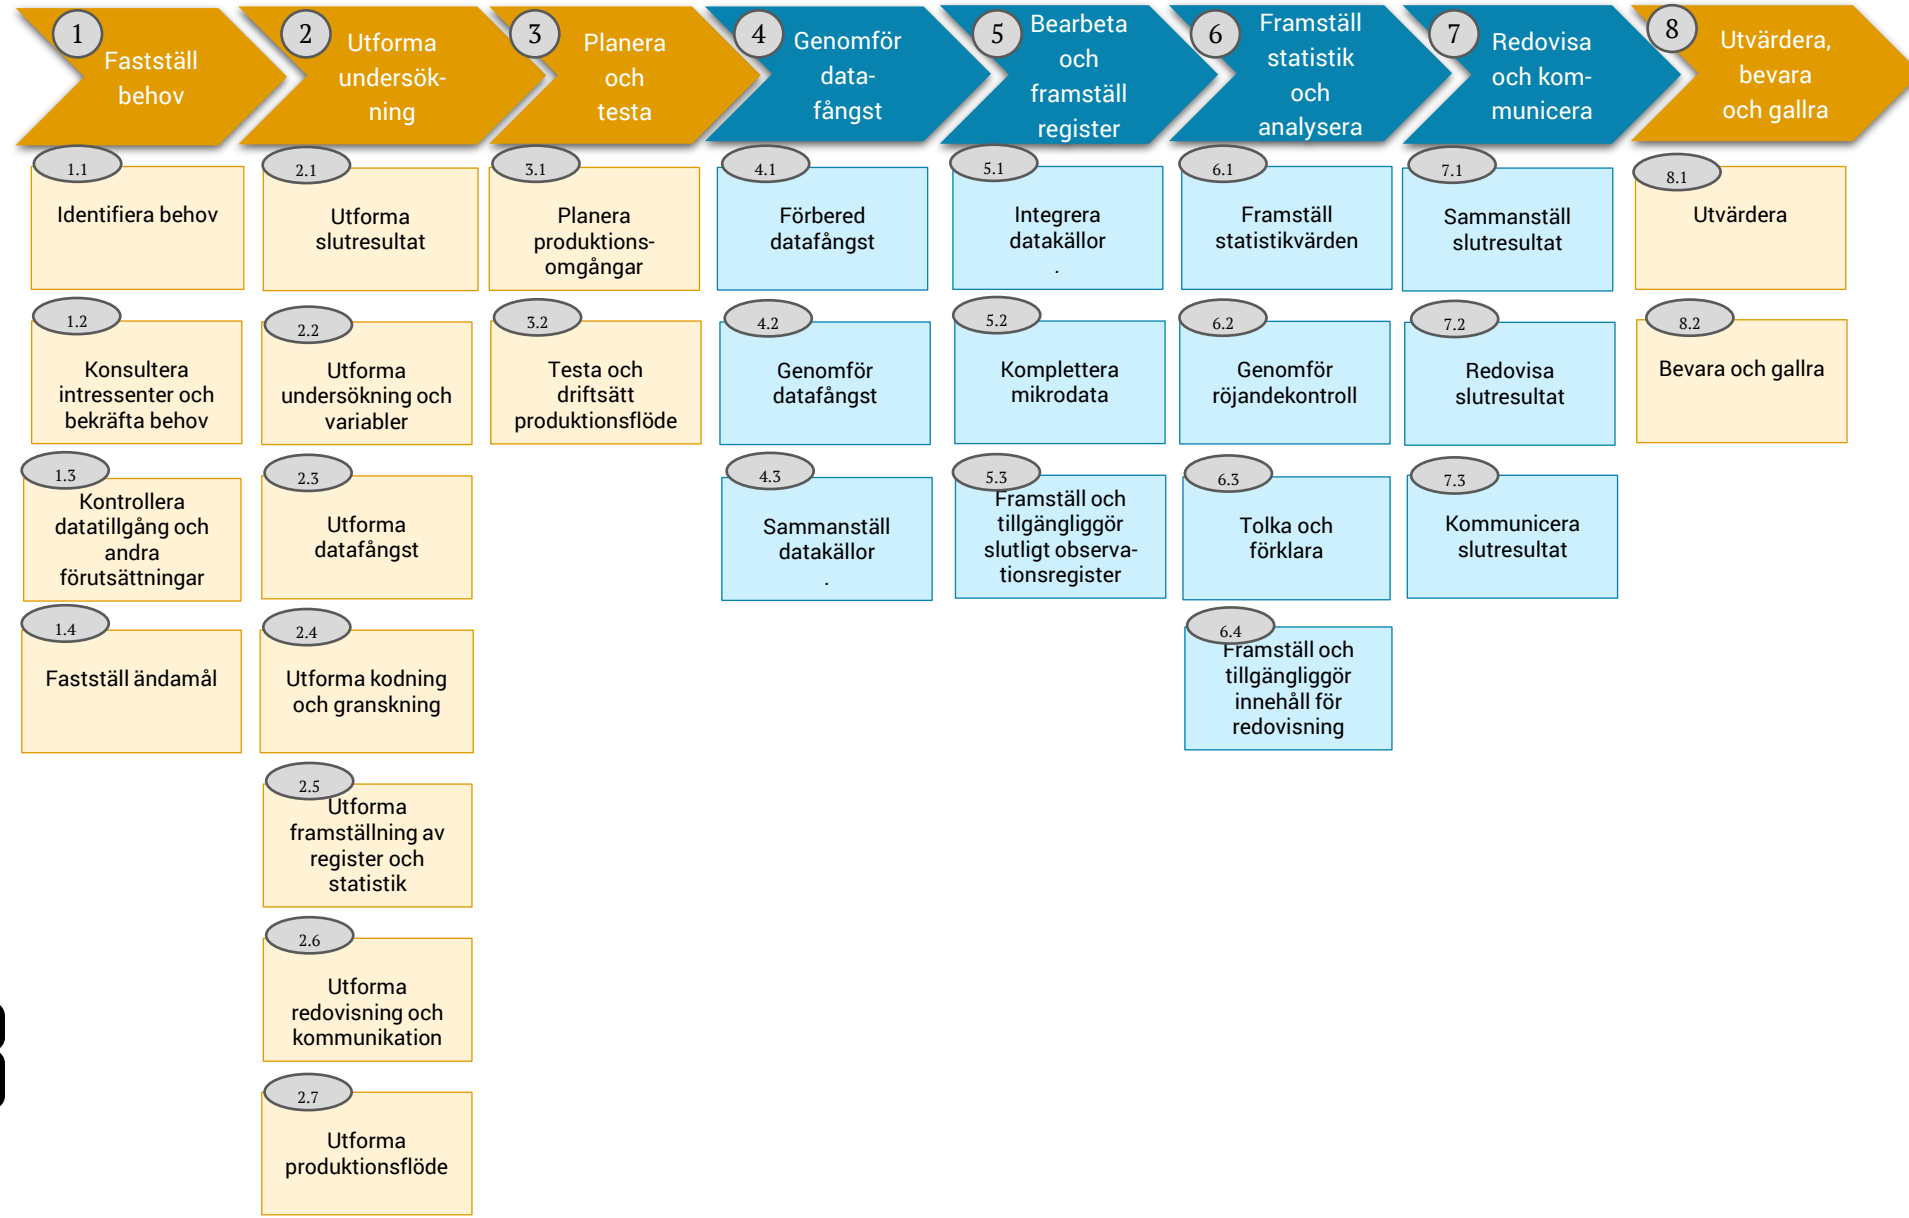 1
Fastställ
behov
2
Utforma
undersök-
ning
3
Planera
och
testa
4
Genomför
data-
fångst
5
Bearbeta
och
framställ
register
6
Framställ
statistik
och
analysera
7
Redovisa
och kom-
municera
8
Utvärdera,
bevara
och gallra
1.1
Identifiera behov
1.2
Konsultera
intressenter och
bekräfta behov
1.3
Kontrollera
datatillgång och
andra
förutsättningar
1.4
Fastställ ändamål
2.1
Utforma
slutresultat
2.2
Utforma
undersökning och
variabler
2.3
Utforma
datafångst
2.4
Utforma kodning
och granskning
2.5
Utforma
framställning av
register och
statistik
2.6
Utforma
redovisning och
kommunikation
2.7
Utforma
produktionsflöde
3.1
Planera
produktions-
omgångar
3.2
Testa och
driftsätt
produktionsflöde
4.1
Förbered
datafångst
4.2
Genomför
datafångst
4.3
Sammanställ
datakällor
.
5.1
Integrera
datakällor
.
5.2
Komplettera
mikrodata
5.3
Framställ och
tillgängliggör
slutligt observa-
tionsregister
6.1
Framställ
statistikvärden
6.2
Genomför
röjandekontroll
6.3
Tolka och
förklara
6.4
Framställ och
tillgängliggör
innehåll för
redovisning
7.1
Sammanställ
slutresultat
7.2
Redovisa
slutresultat
7.3
Kommunicera
slutresultat
8.1
Utvärdera
8.2
Bevara och gallra